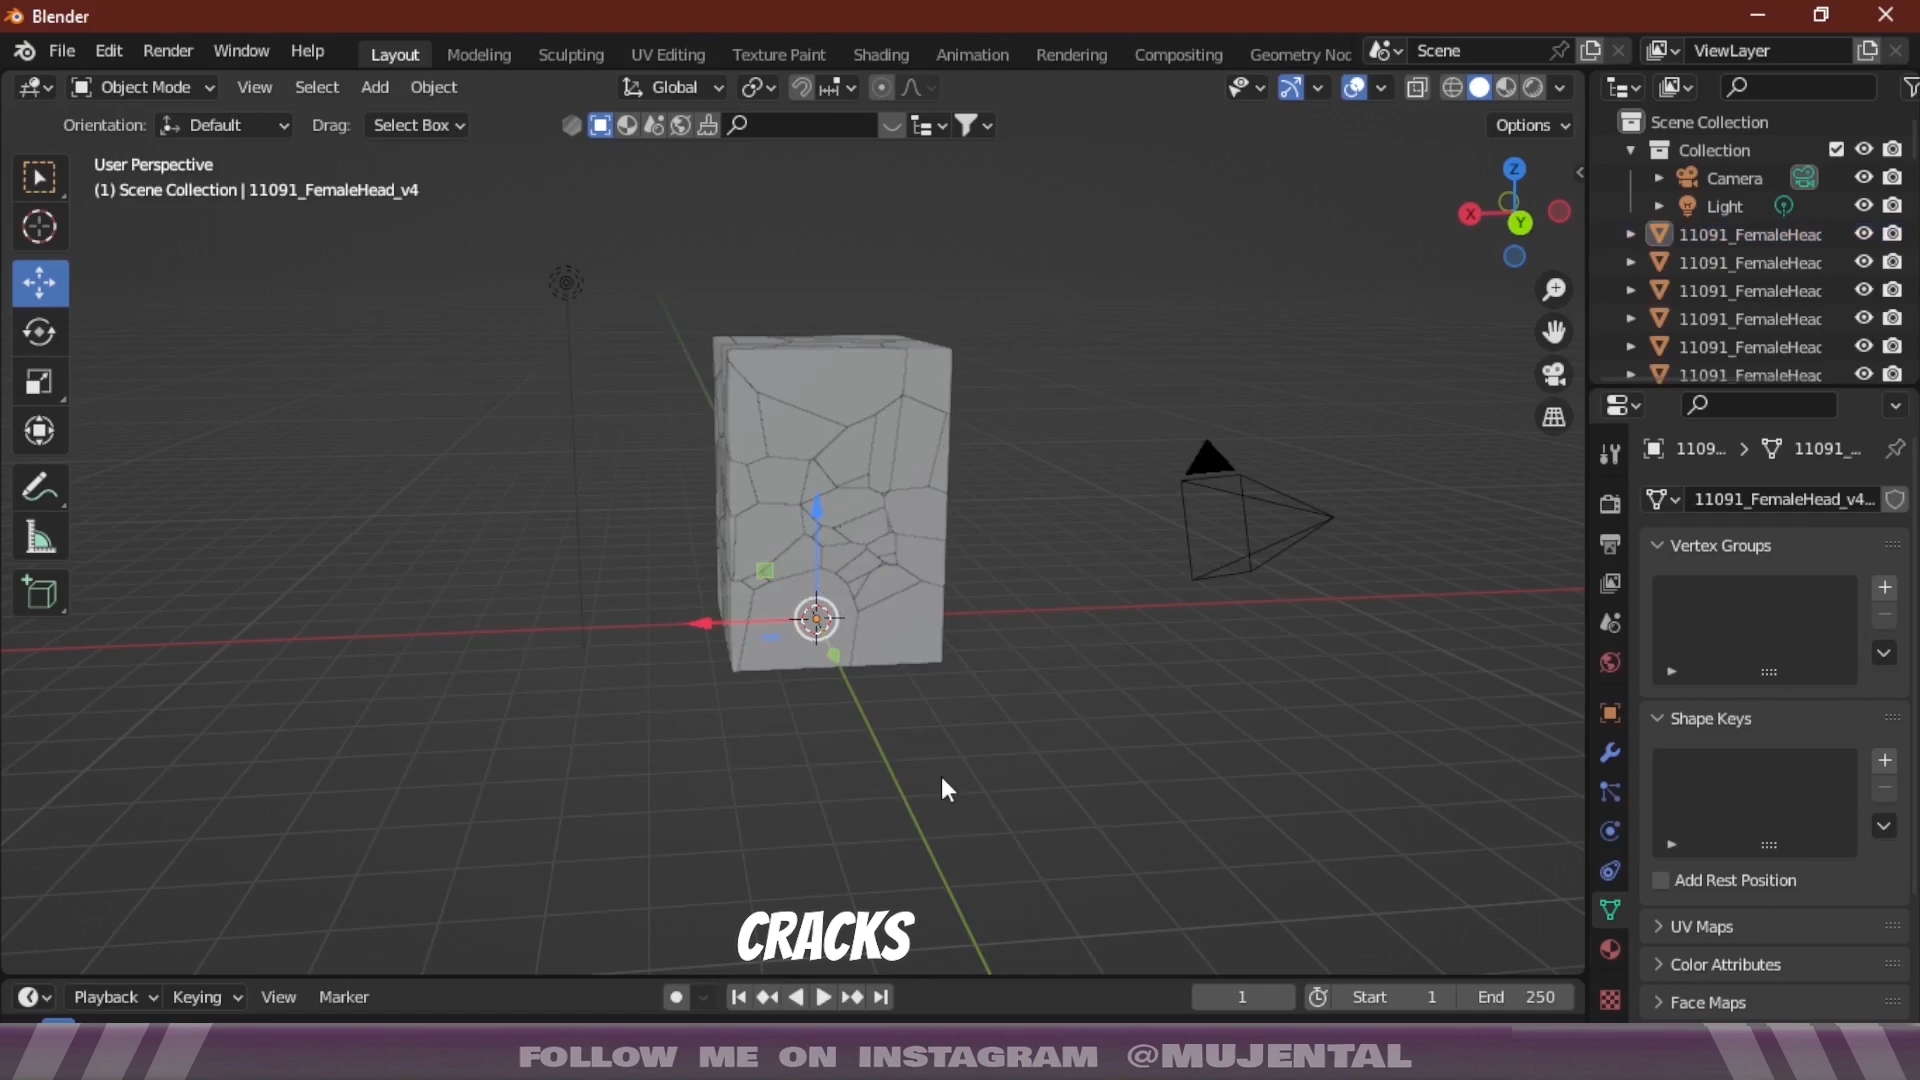 Blender
File Edit Render Window Help Layout Modeling Sculpting UV Editing Texture Paint Shading Animation Rendering Compositing Geometry Noc Scene ViewLayer
Object Mode View Select Add Object Global
Orientation: Default Drag: Select Box Options
User Perspective
(1) Scene Collection | 11091_FemaleHead_v4
Z
X
Y
Scene Collection
Collection
Camera
Light
11091_FemaleHeac
11091_FemaleHeac
11091_FemaleHeac
11091_FemaleHeac
11091_FemaleHeac
11091_FemaleHeac
1109... > 11091_...
11091_FemaleHead_v4...
Vertex Groups
Shape Keys
Add Rest Position
UV Maps
Color Attributes
Face Maps
CRACKS
Playback Keying View Marker 1 Start 1 End 250
FOLLOW ME ON INSTAGRAM @MUJENTAL